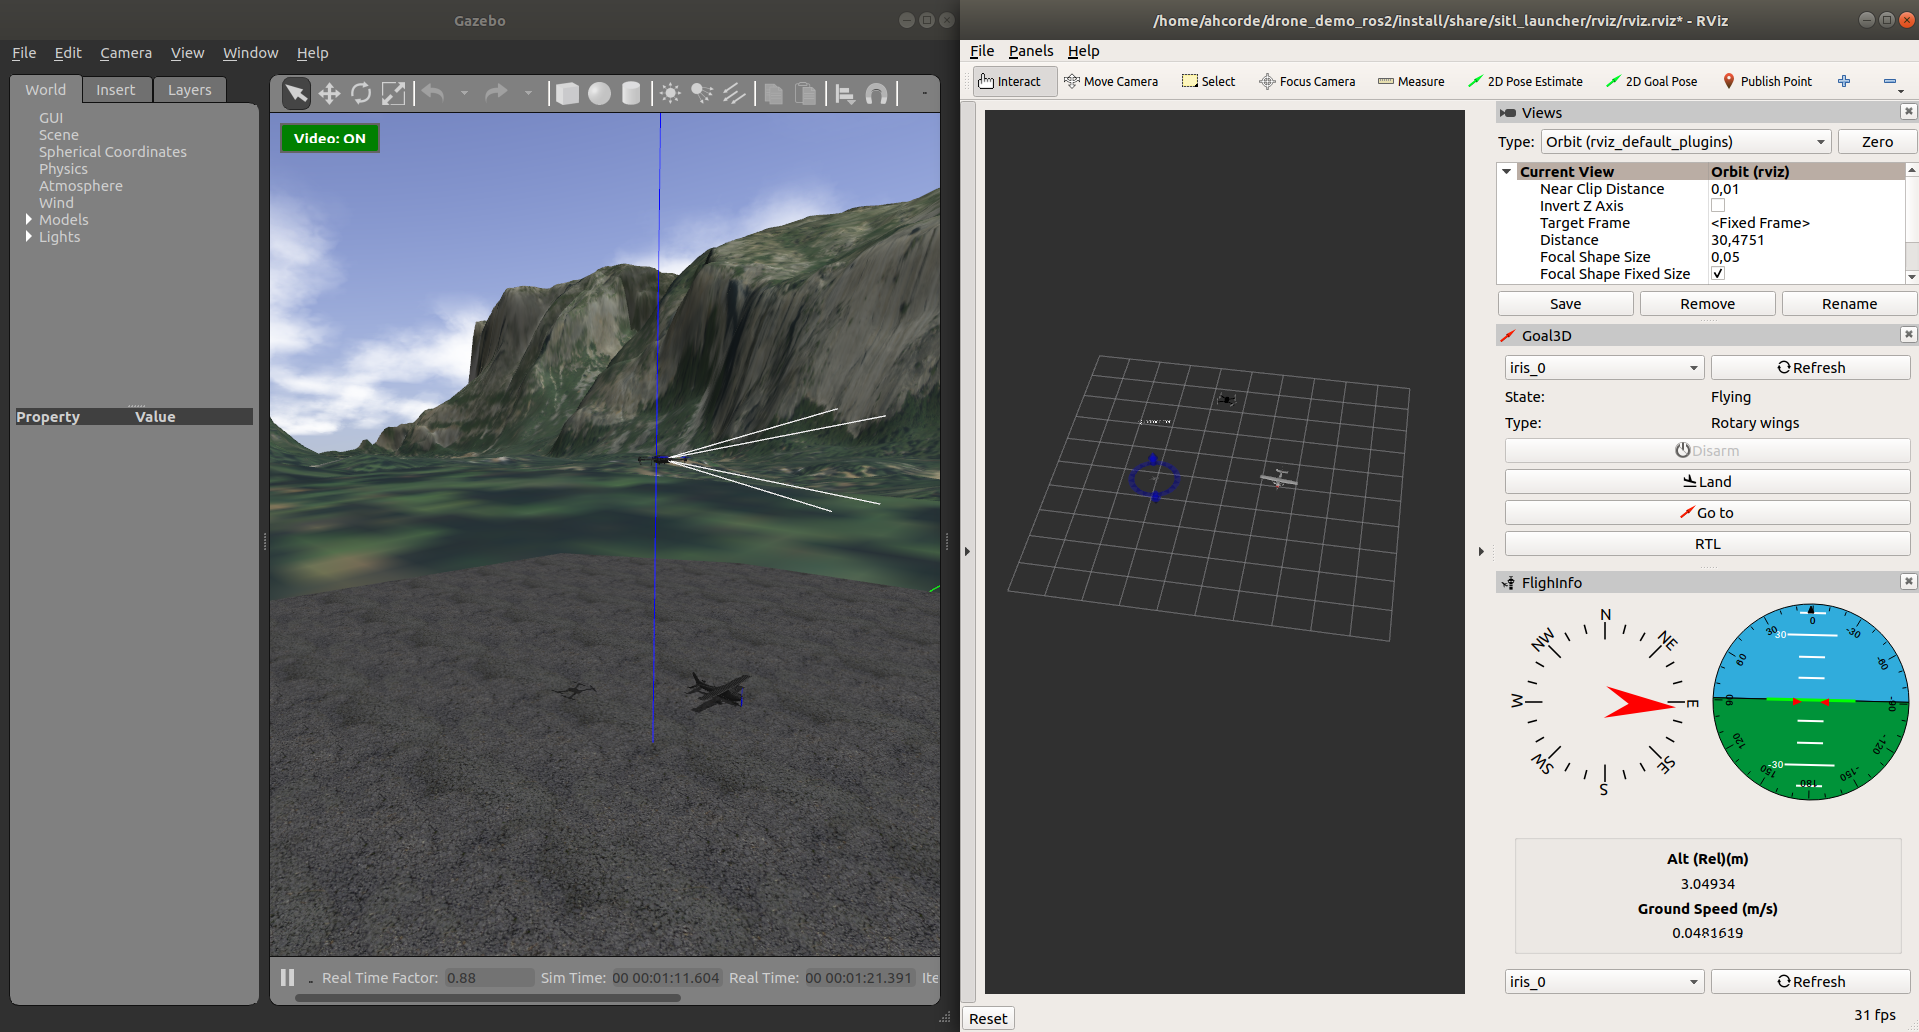 Gazebo
File Edit Camera View Window Help
World Insert Layers
GUI
Scene
Spherical Coordinates
Physics
Atmosphere
Wind
Models
Lights
Property Value
Video: ON
Real Time Factor: 0.88 Sim Time: 00 00:01:11.604 Real Time: 00 00:01:21.391 Ite
/home/ahcorde/drone_demo_ros2/install/share/sitl_launcher/rviz/rviz.rviz* - RViz
File Panels Help
Interact Move Camera Select Focus Camera Measure 2D Pose Estimate 2D Goal Pose Publish Point
Views
Type: Orbit (rviz_default_plugins) Zero
Current View Orbit (rviz)
Near Clip Distance 0,01
Invert Z Axis
Target Frame <Fixed Frame>
Distance 30,4751
Focal Shape Size 0,05
Focal Shape Fixed Size
Save Remove Rename
Goal3D
iris_0 Refresh
State: Flying
Type: Rotary wings
Disarm
Land
Go to
RTL
FlighInfo
N
NW NE
W E
SW SE
S
0
30 -30
30
60 -60
90 -90
120 -120
-30
150 -150
180
Alt (Rel)(m)
3.04934
Ground Speed (m/s)
0.0481619
iris_0 Refresh
Reset
31 fps